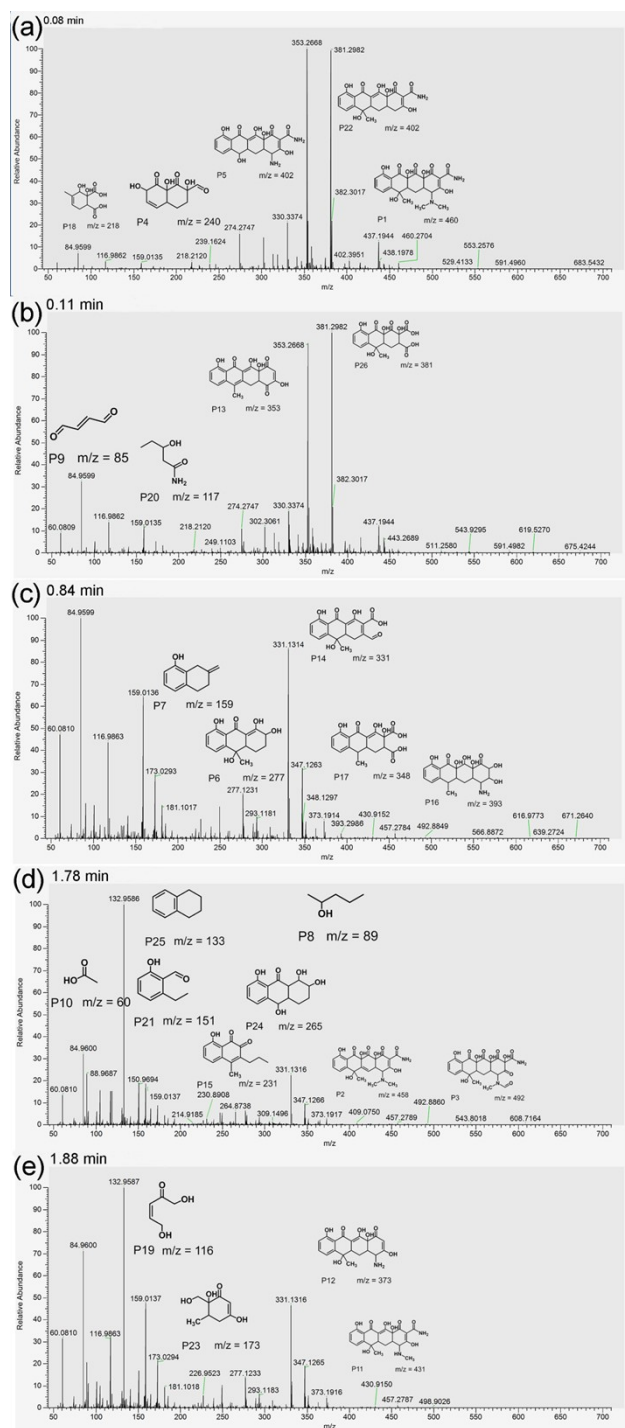 (a)
0.08 min
353.2668
381.2982
P22 m/z = 402
P5 m/z = 402
382.3017
P18 m/z = 218
P4 m/z = 240
P1 m/z = 460
330.3374
274.2747
239.1624
437.1944
460.2704
553.2576
84.9599
116.9862
159.0135
218.2120
402.3951
438.1978
529.4133
591.4960
683.5432
Relative Abundance
m/z
(b)
0.11 min
353.2668
381.2982
P13 m/z = 353
P26 m/z = 381
P9 m/z = 85
P20 m/z = 117
84.9599
382.3017
60.0809
116.9862
159.0135
218.2120
249.1103
274.2747
302.3061
330.3374
437.1944
443.2689
511.2580
543.9295
591.4982
619.5270
675.4244
Relative Abundance
m/z
(c)
0.84 min
84.9599
331.1314
P14 m/z = 331
P7 m/z = 159
159.0136
P6 m/z = 277
P17 m/z = 348
P16 m/z = 393
60.0810
116.9863
173.0293
181.1017
277.1231
293.1181
347.1263
348.1297
373.1914
393.2986
430.9152
457.2784
492.8849
566.8872
616.9773
639.2724
671.2640
Relative Abundance
m/z
(d)
1.78 min
132.9586
P25 m/z = 133
P8 m/z = 89
P10 m/z = 60
P21 m/z = 151
P24 m/z = 265
P15 m/z = 231
P2 m/z = 458
P3 m/z = 492
84.9600
88.9687
60.0810
150.9694
159.0137
214.9185
230.8908
264.8738
309.1496
331.1316
347.1266
373.1917
409.0750
457.2789
492.8860
543.8018
608.7164
Relative Abundance
m/z
(e)
1.88 min
132.9587
P19 m/z = 116
P12 m/z = 373
P23 m/z = 173
P11 m/z = 431
84.9600
159.0137
60.0810
116.9863
173.0294
181.1018
226.9523
277.1233
293.1183
331.1316
347.1265
373.1916
430.9150
457.2787
498.9026
Relative Abundance
m/z